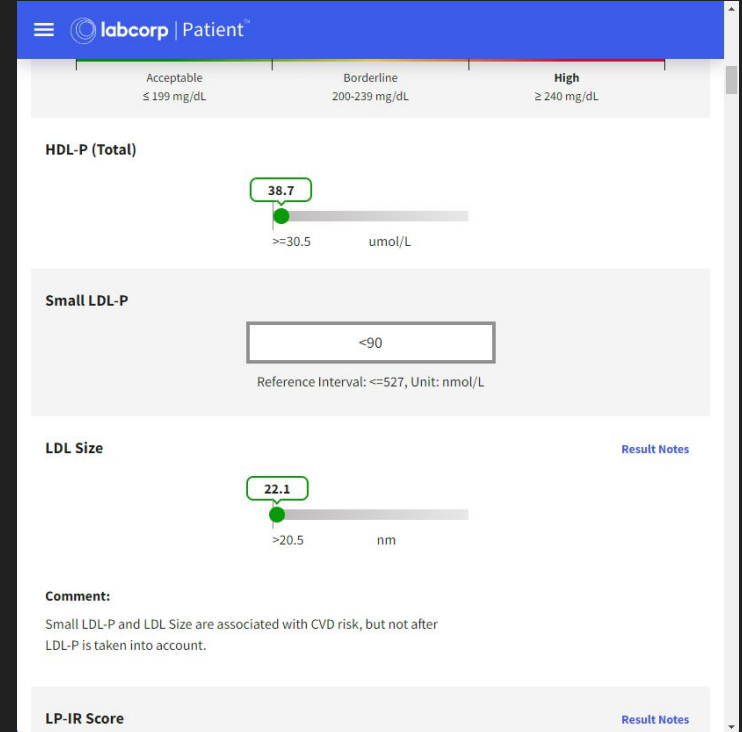 labcorp | Patient™
Acceptable
≤ 199 mg/dL
Borderline
200-239 mg/dL
High
≥ 240 mg/dL
HDL-P (Total)
38.7
>=30.5 umol/L
Small LDL-P
<90
Reference Interval: <=527, Unit: nmol/L
LDL Size
Result Notes
22.1
>20.5 nm
Comment:
Small LDL-P and LDL Size are associated with CVD risk, but not after
LDL-P is taken into account.
LP-IR Score
Result Notes